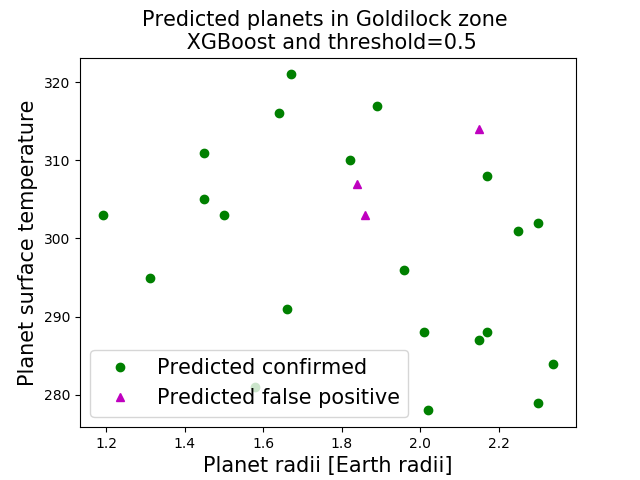 Predicted planets in Goldilock zone
XGBoost and threshold=0.5
Planet surface temperature
320
310
300
290
280
Predicted confirmed
Predicted false positive
1.2 1.4 1.6 1.8 2.0 2.2
Planet radii [Earth radii]